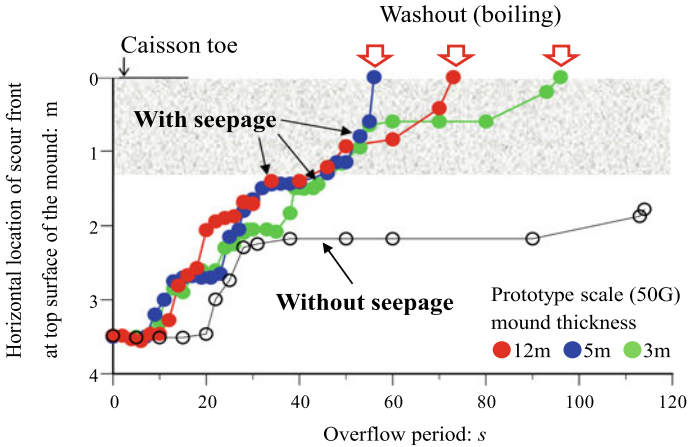 Washout (boiling)
Caisson toe
0
With seepage
1
2
Without seepage
3
Prototype scale (50G)
mound thickness
12m 5m 3m
4
0 20 40 60 80 100 120
Overflow period: s
Horizontal location of scour front
at top surface of the mound: m